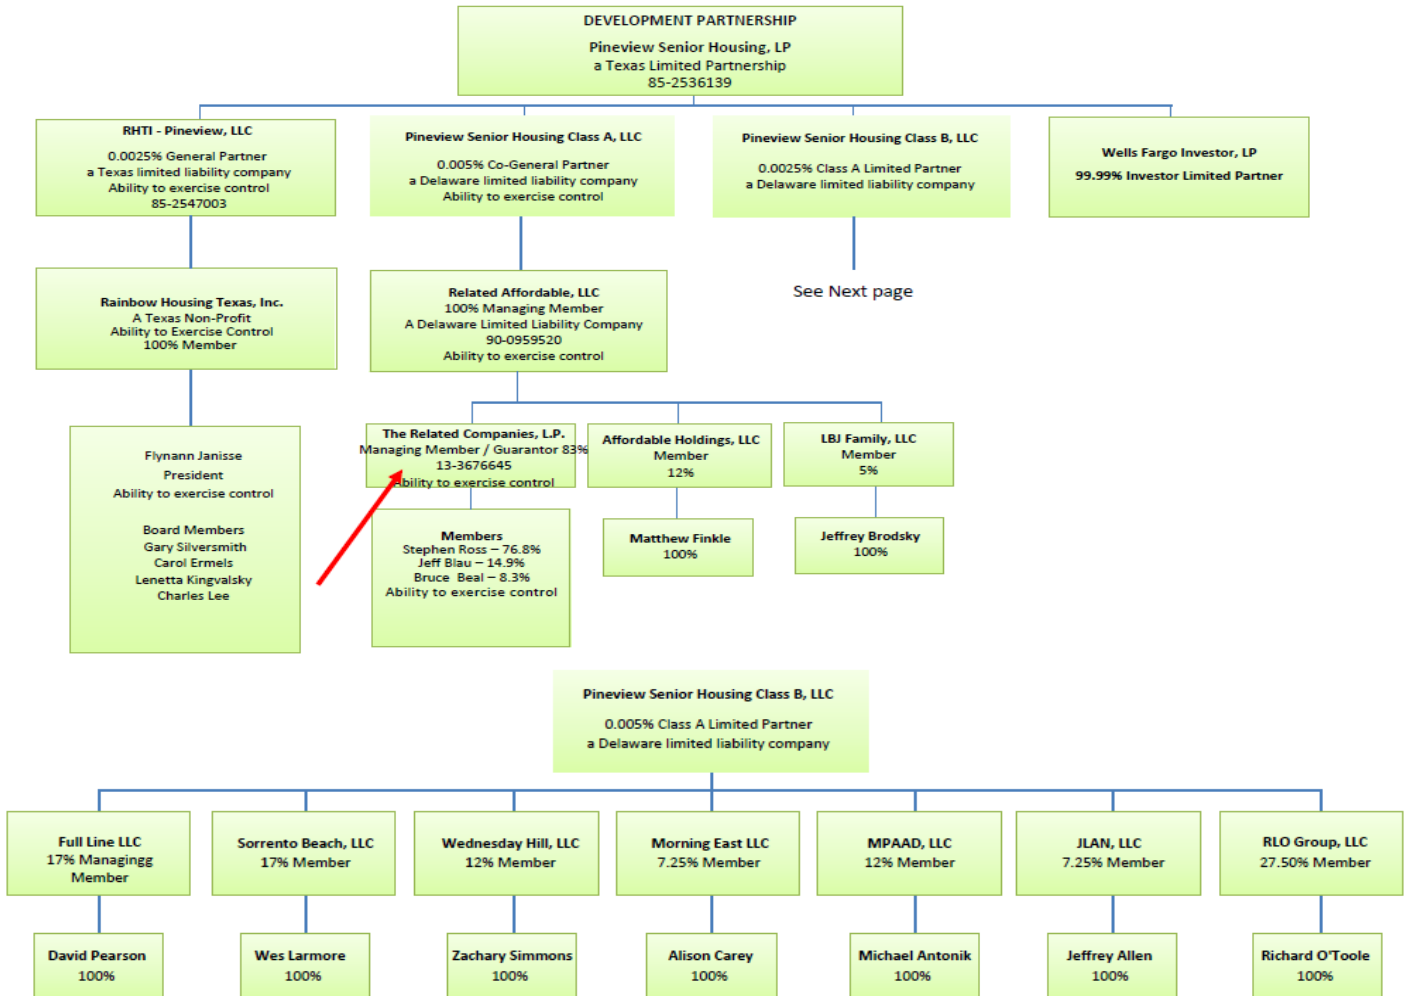 DEVELOPMENT PARTNERSHIP
Pineview Senior Housing, LP
a Texas Limited Partnership
85-2536139
RHTI - Pineview, LLC
0.0025% General Partner
a Texas limited liability company
Ability to exercise control
85-2547003
Pineview Senior Housing Class A, LLC
0.005% Co-General Partner
a Delaware limited liability company
Ability to exercise control
Pineview Senior Housing Class B, LLC
0.0025% Class A Limited Partner
a Delaware limited liability company
Wells Fargo Investor, LP
99.99% Investor Limited Partner
Rainbow Housing Texas, Inc.
A Texas Non-Profit
Ability to Exercise Control
100% Member
Related Affordable, LLC
100% Managing Member
A Delaware Limited Liability Company
90-0959520
Ability to exercise control
See Next page
Flynann Janisse
President
Ability to exercise control
Board Members
Gary Silversmith
Carol Ermels
Lenetta Kingvalsky
Charles Lee
The Related Companies, L.P.
Managing Member / Guarantor 83%
13-3676645
Ability to exercise control
Affordable Holdings, LLC
Member
12%
LBJ Family, LLC
Member
5%
Members
Stephen Ross – 76.8%
Jeff Blau – 14.9%
Bruce Beal – 8.3%
Ability to exercise control
Matthew Finkle
100%
Jeffrey Brodsky
100%
Pineview Senior Housing Class B, LLC
0.005% Class A Limited Partner
a Delaware limited liability company
Full Line LLC
17% Managingg
Member
Sorrento Beach, LLC
17% Member
Wednesday Hill, LLC
12% Member
Morning East LLC
7.25% Member
MPAAD, LLC
12% Member
JLAN, LLC
7.25% Member
RLO Group, LLC
27.50% Member
David Pearson
100%
Wes Larmore
100%
Zachary Simmons
100%
Alison Carey
100%
Michael Antonik
100%
Jeffrey Allen
100%
Richard O'Toole
100%